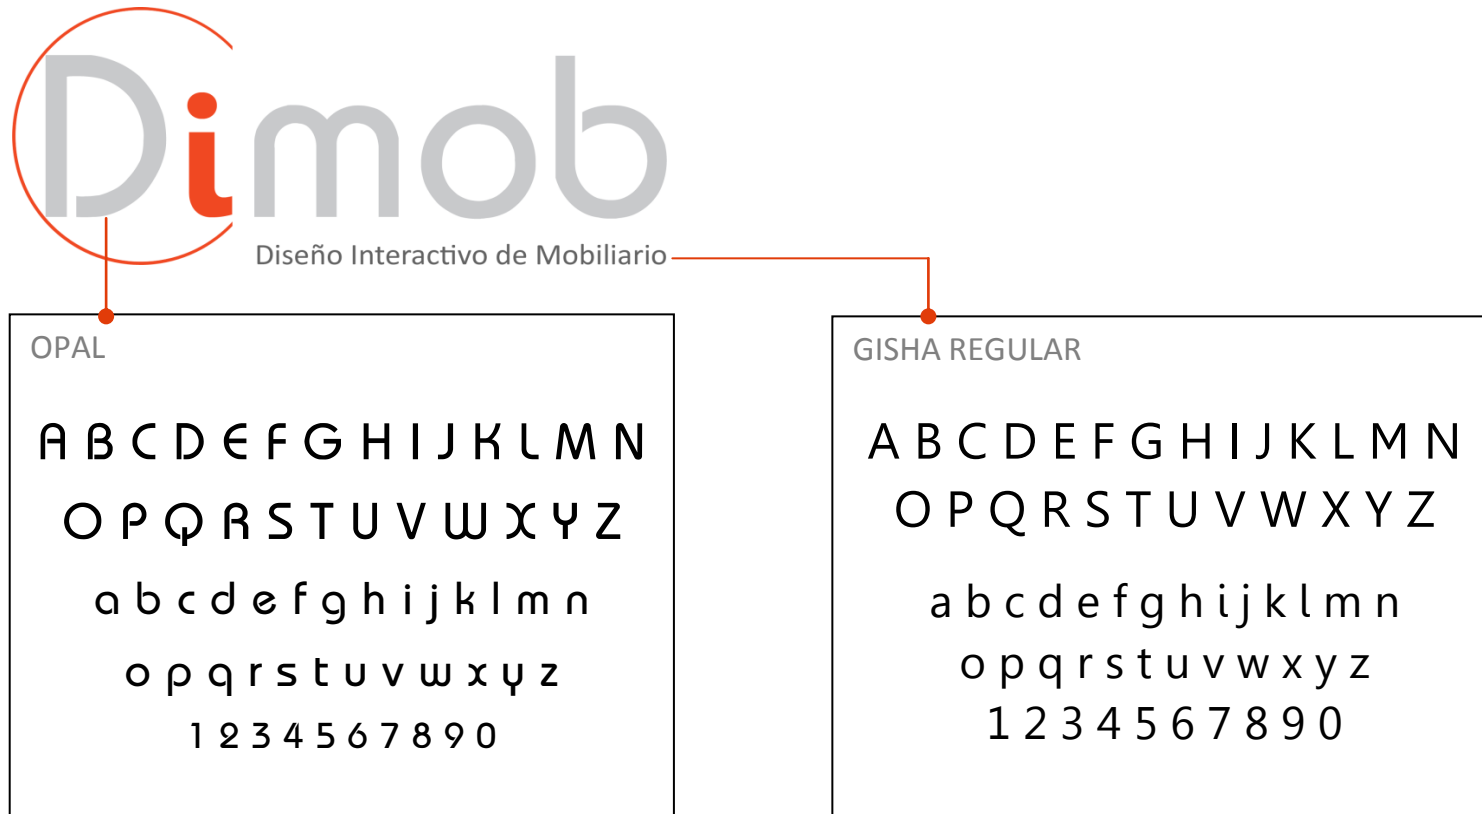 Dimob
Diseño Interactivo de Mobiliario
OPAL
A B C D E F G H I J K L M N
O P Q R S T U V W X Y Z
a b c d e f g h i j k l m n
o p q r s t u v w x y z
1 2 3 4 5 6 7 8 9 0
GISHA REGULAR
A B C D E F G H I J K L M N
O P Q R S T U V W X Y Z
a b c d e f g h i j k l m n
o p q r s t u v w x y z
1 2 3 4 5 6 7 8 9 0